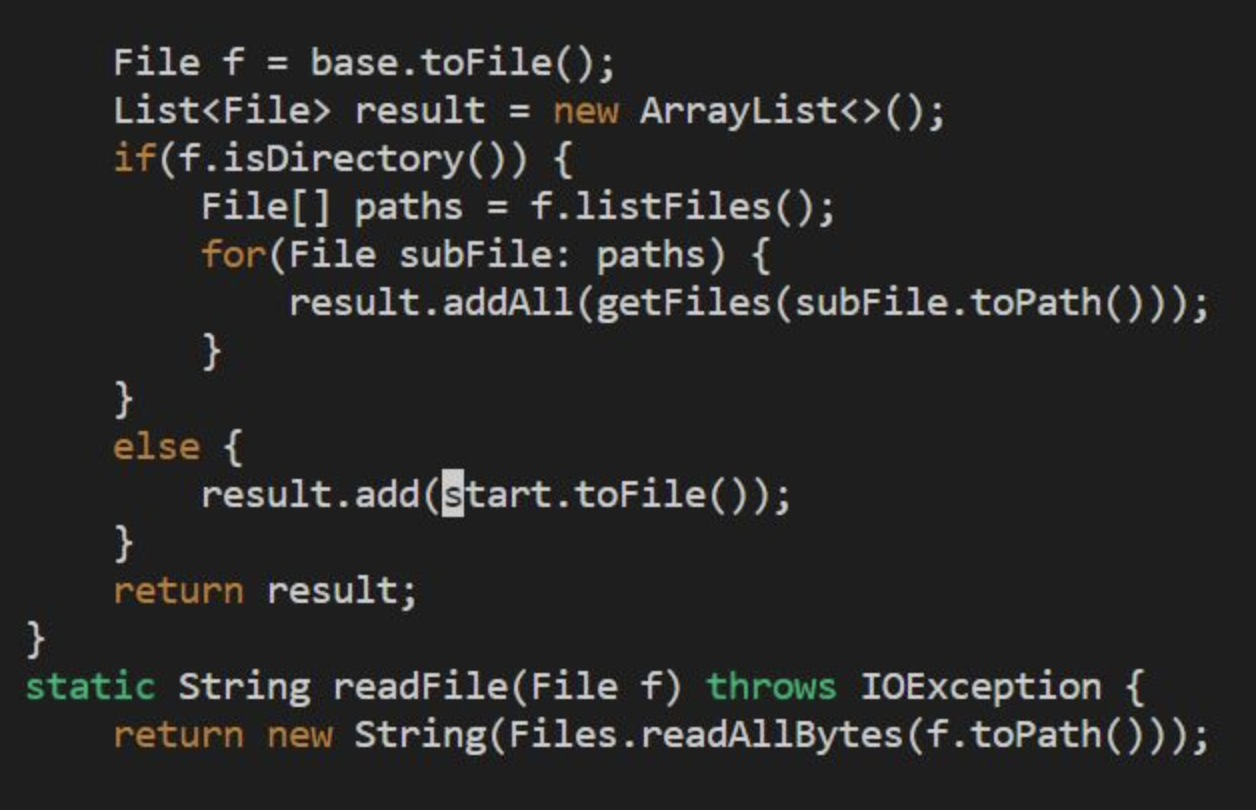 File f = base.toFile();
List<File> result = new ArrayList<>();
if(f.isDirectory()) {
File[] paths = f.listFiles();
for(File subFile: paths) {
result.addAll(getFiles(subFile.toPath()));
}
}
else {
result.add(start.toFile());
}
return result;
}
static String readFile(File f) throws IOException {
return new String(Files.readAllBytes(f.toPath()));